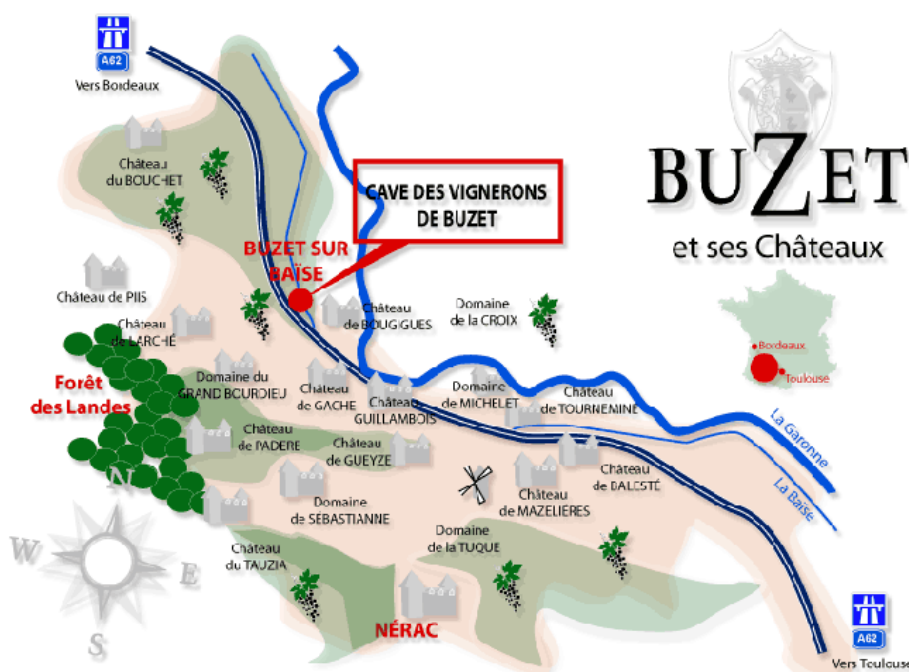 A62
Vers Bordeaux
BUZET
et ses Châteaux
Château
du BOUCHET
CAVE DES VIGNERONS
DE BUZET
BUZET SUR
BAÏSE
Château de PIIS
Château
de BOUGIGUES
Domaine
de la CROIX
Château
de LARCHÉ
Bordeaux
Toulouse
Forêt
des Landes
Domaine du
GRAND BOURDIEU
Château
de GACHE
Château
GUILLAMBOIS
Domaine
de MICHELET
Château
de TOURNEMINE
La Garonne
La Baïse
Château
de PADERE
Château
de GUEYZE
Château
de BALESTÉ
Domaine
de SÉBASTIANNE
Château
de MAZELIERES
Domaine
de la TUQUE
Château
du TAUZIA
N
W
E
S
NÉRAC
A62
Vers Toulouse